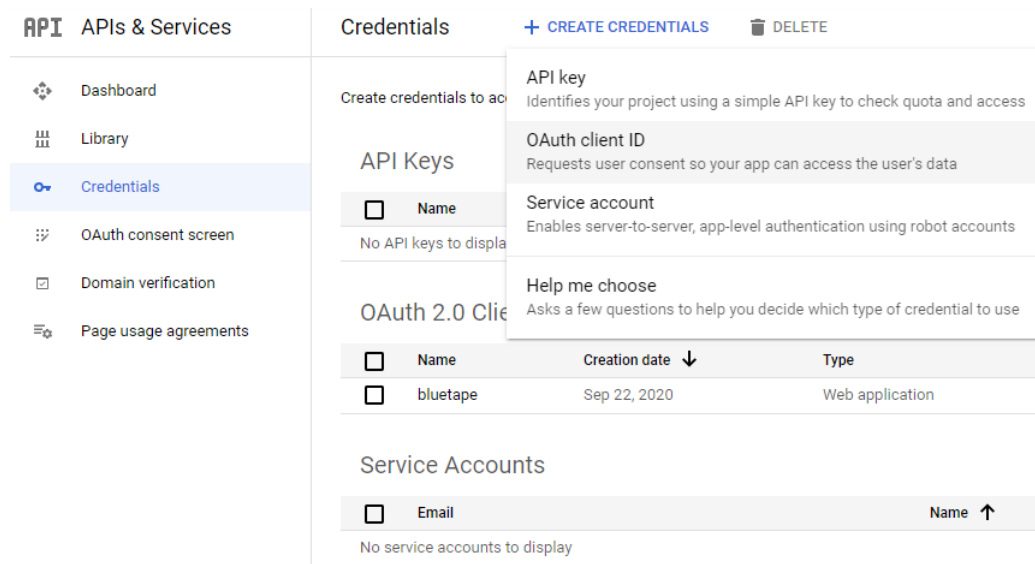 API APIs & Services
Credentials
+ CREATE CREDENTIALS
DELETE
Dashboard
Library
Credentials
OAuth consent screen
Domain verification
Page usage agreements
Create credentials to
API key
Identifies your project using a simple API key to check quota and access
OAuth client ID
Requests user consent so your app can access the user's data
Service account
Enables server-to-server, app-level authentication using robot accounts
Help me choose
Asks a few questions to help you decide which type of credential to use
API Keys
Name
No API keys to displa
OAuth 2.0 Clie
Name Creation date Type
bluetape Sep 22, 2020 Web application
Service Accounts
Email Name
No service accounts to display